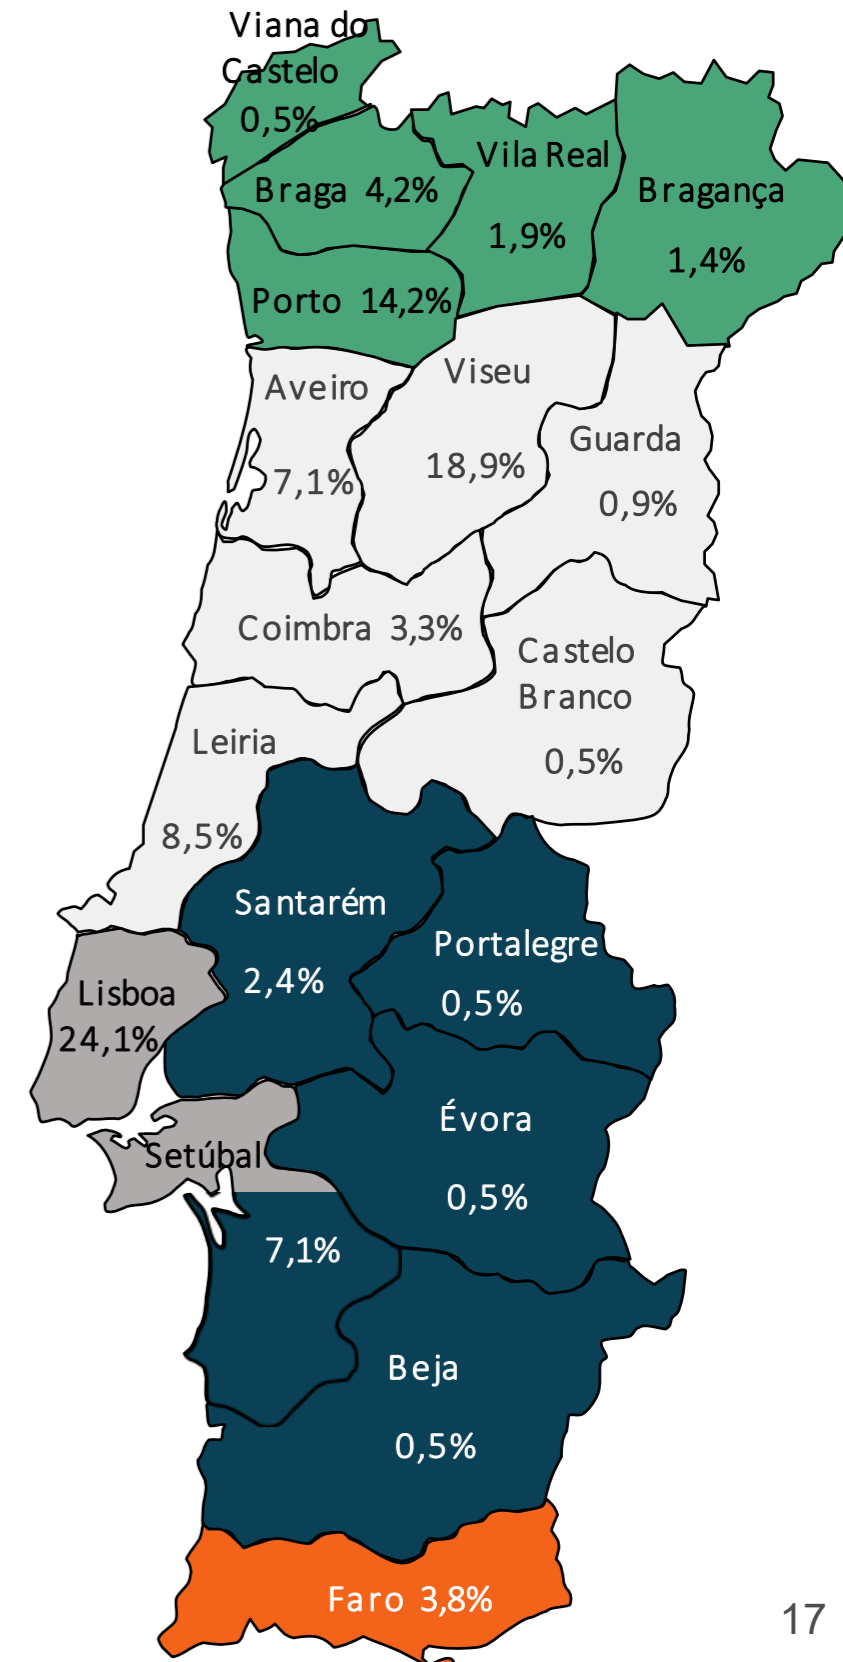 Viana do
Castelo
0,5%
Braga 4,2%
Vila Real
1,9%
Bragança
1,4%
Porto 14,2%
Aveiro
7,1%
Viseu
18,9%
Guarda
0,9%
Coimbra 3,3%
Castelo
Branco
0,5%
Leiria
8,5%
Santarém
2,4%
Portalegre
0,5%
Lisboa
24,1%
Évora
0,5%
Setúbal
7,1%
Beja
0,5%
Faro 3,8%
17